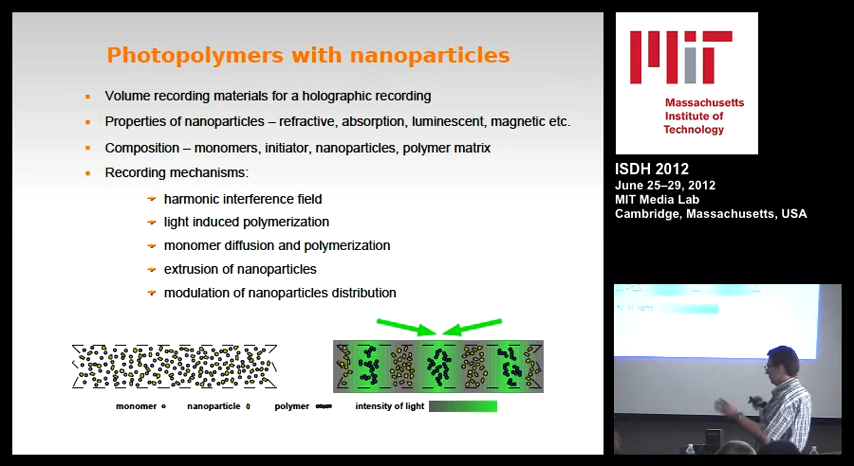 Photopolymers with nanoparticles
Volume recording materials for a holographic recording
Properties of nanoparticles – refractive, absorption, luminescent, magnetic etc.
Composition – monomers, initiator, nanoparticles, polymer matrix
Recording mechanisms:
harmonic interference field
light induced polymerization
monomer diffusion and polymerization
extrusion of nanoparticles
modulation of nanoparticles distribution
monomer nanoparticle polymer intensity of light
MIT
Massachusetts
Institute of
Technology
ISDH 2012
June 25–29, 2012
MIT Media Lab
Cambridge, Massachusetts, USA
of light